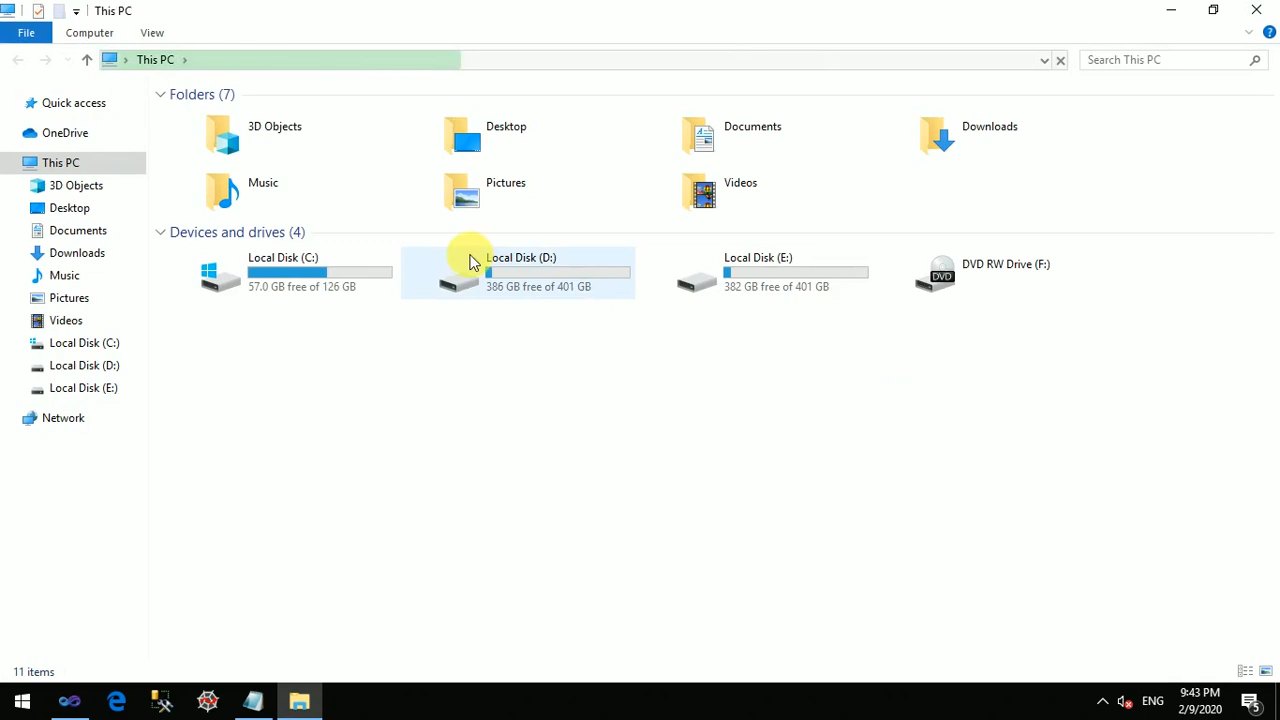 This PC
File Computer View
This PC
Search This PC
Quick access
OneDrive
This PC
3D Objects
Desktop
Documents
Downloads
Music
Pictures
Videos
Local Disk (C:)
Local Disk (D:)
Local Disk (E:)
Network
Folders (7)
3D Objects
Desktop
Documents
Downloads
Music
Pictures
Videos
Devices and drives (4)
Local Disk (C:)
57.0 GB free of 126 GB
Local Disk (D:)
386 GB free of 401 GB
Local Disk (E:)
382 GB free of 401 GB
DVD RW Drive (F:)
DVD
11 items
ENG
9:43 PM
2/9/2020
5